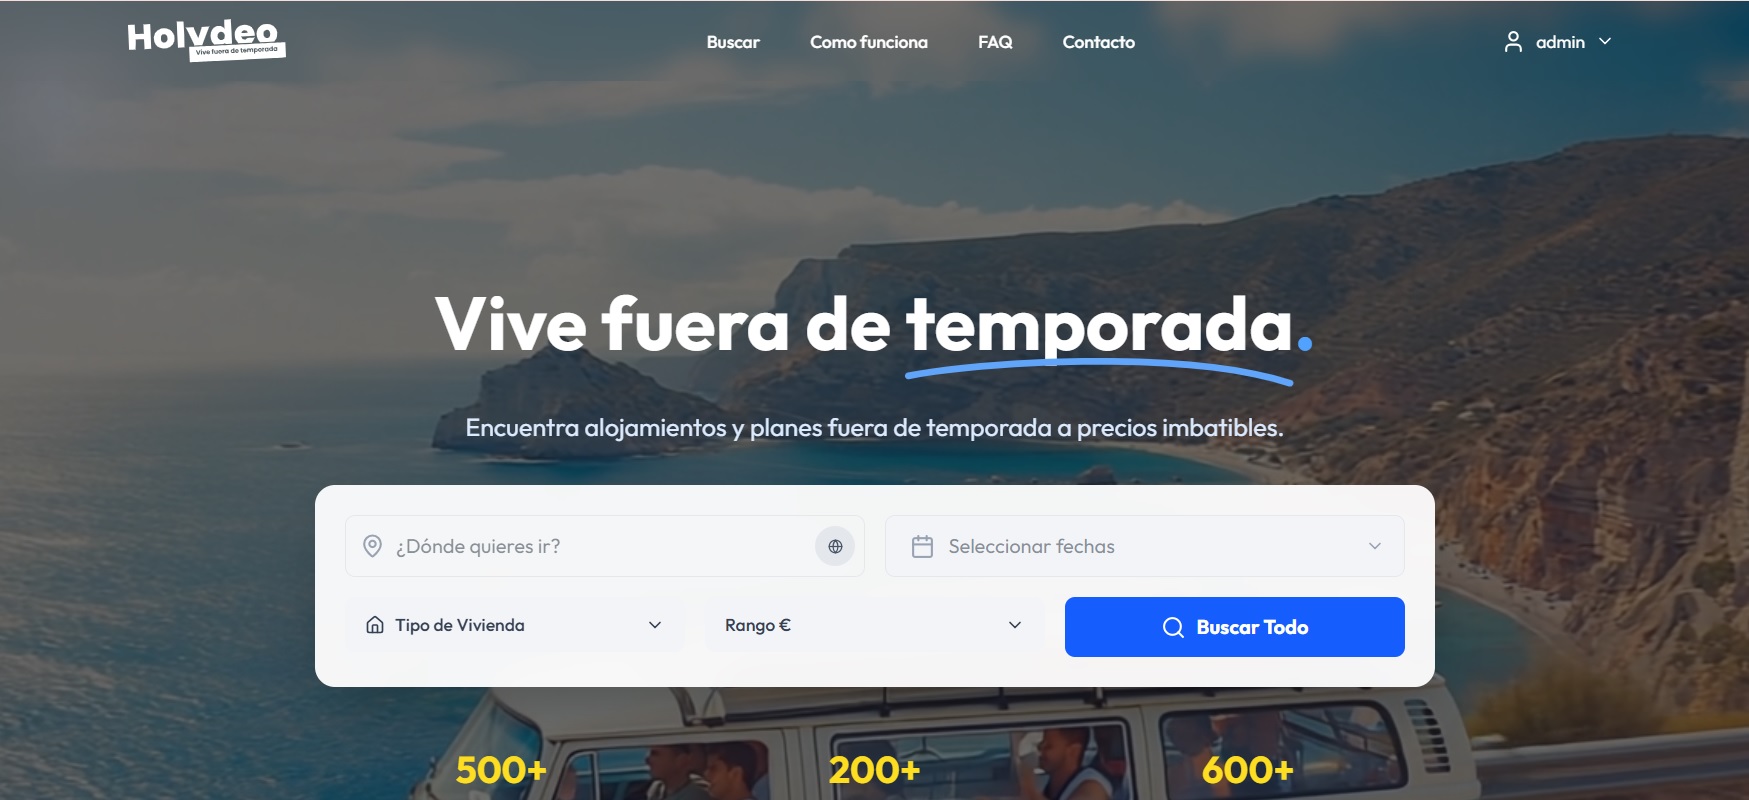 Holydeo
Vive fuera de temporada
Buscar
Como funciona
FAQ
Contacto
admin
Vive fuera de temporada.
Encuentra alojamientos y planes fuera de temporada a precios imbatibles.
¿Dónde quieres ir?
Seleccionar fechas
Tipo de Vivienda
Rango €
Buscar Todo
500+
200+
600+